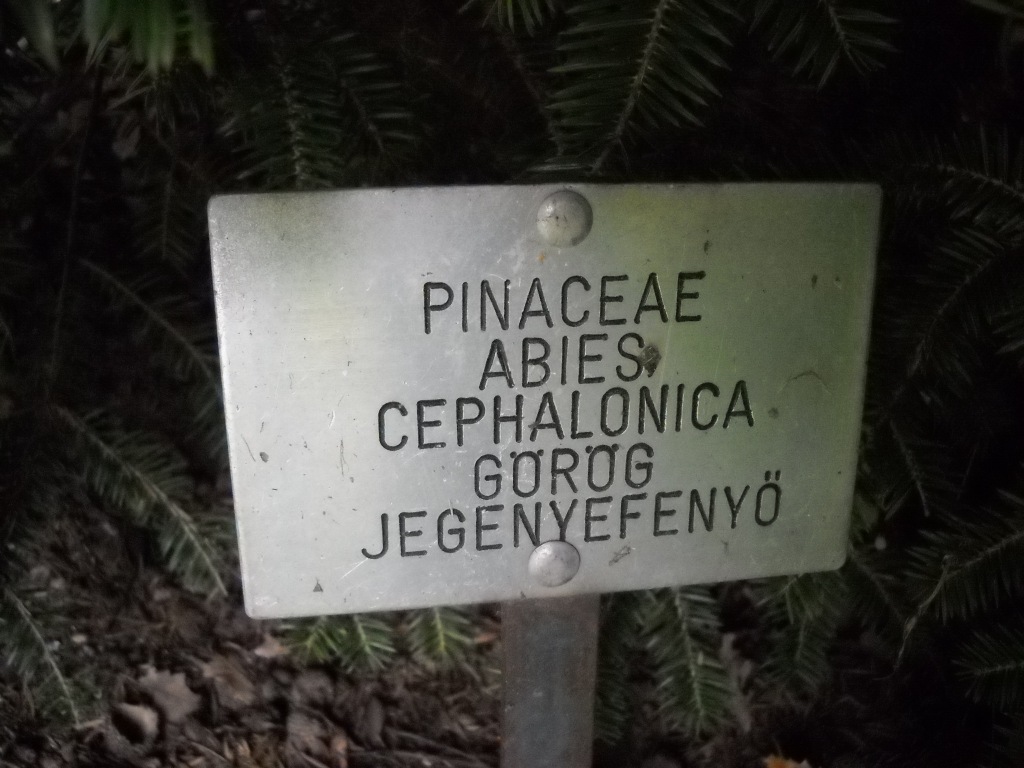 PINACEAE
ABIES
CEPHALONICA
GÖRÖG
JEGENYEFENYŐ